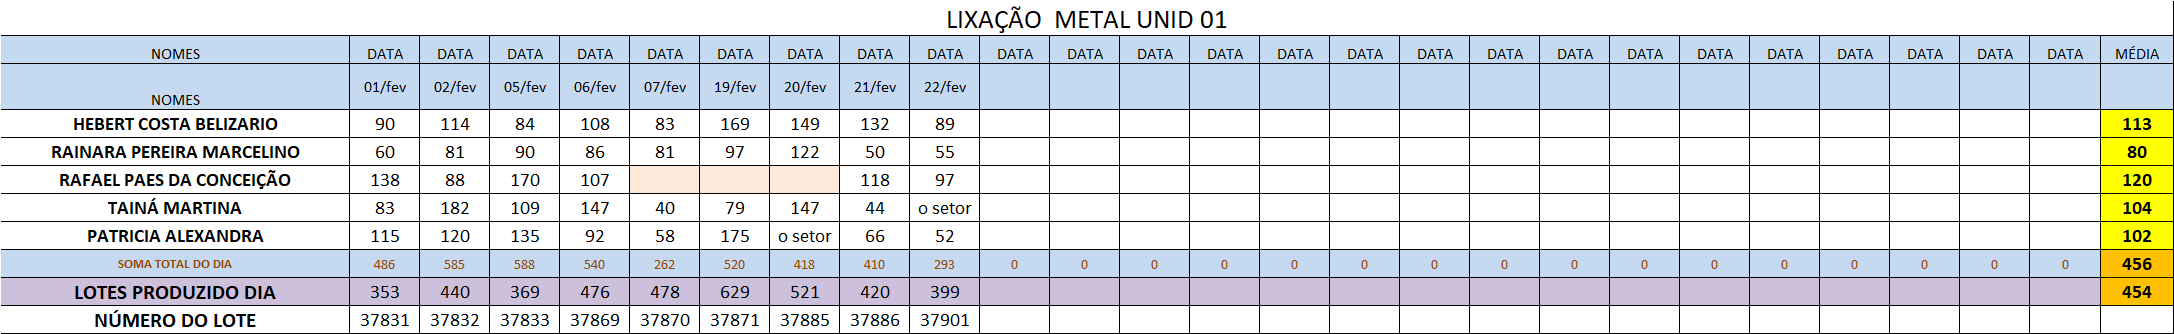 LIXAÇÃO  METAL UNID 01
NOMES DATA DATA DATA DATA DATA DATA DATA DATA DATA DATA DATA DATA DATA DATA DATA DATA DATA DATA DATA DATA DATA DATA DATA DATA DATA MÉDIA
NOMES 01/fev 02/fev 05/fev 06/fev 07/fev 19/fev 20/fev 21/fev 22/fev
HEBERT COSTA BELIZARIO 90 114 84 108 83 169 149 132 89 113
RAINARA PEREIRA MARCELINO 60 81 90 86 81 97 122 50 55 80
RAFAEL PAES DA CONCEIÇÃO 138 88 170 107 118 97 120
TAINÁ MARTINA 83 182 109 147 40 79 147 44 o setor 104
PATRICIA ALEXANDRA 115 120 135 92 58 175 o setor 66 52 102
SOMA TOTAL DO DIA 486 585 588 540 262 520 418 410 293 0 0 0 0 0 0 0 0 0 0 0 0 0 0 0 0 456
LOTES PRODUZIDO DIA 353 440 369 476 478 629 521 420 399 454
NÚMERO DO LOTE 37831 37832 37833 37869 37870 37871 37885 37886 37901